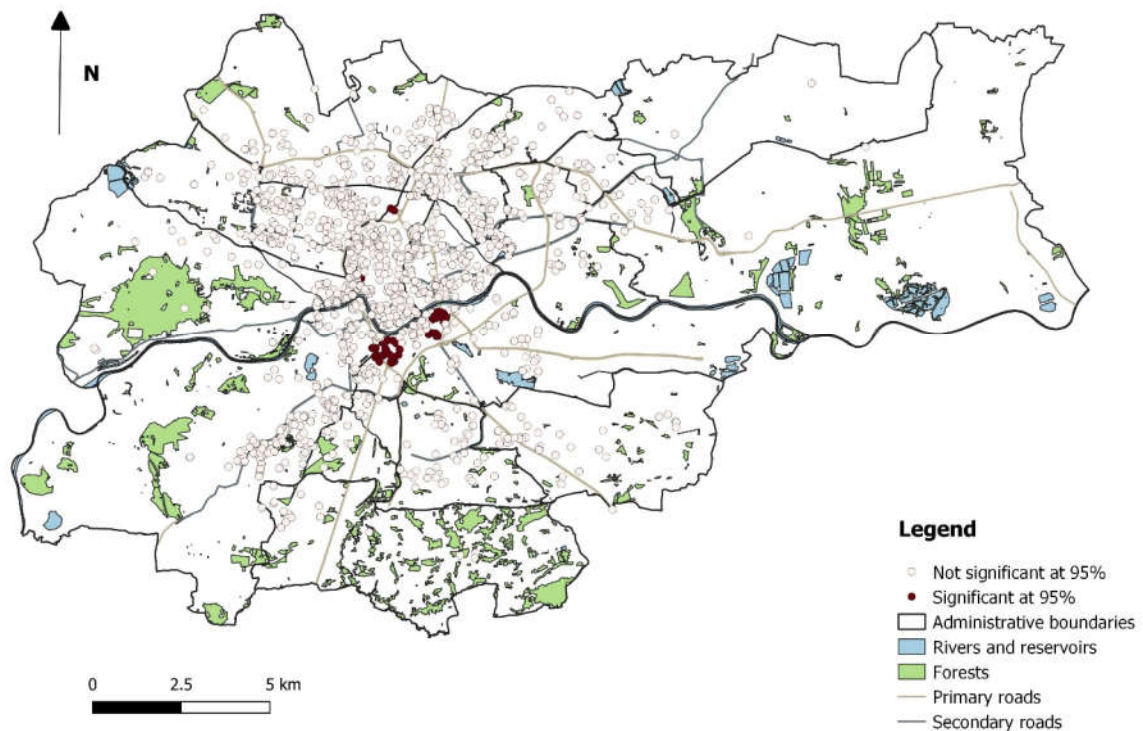 N
Legend
Not significant at 95%
Significant at 95%
Administrative boundaries
Rivers and reservoirs
Forests
Primary roads
Secondary roads
0 2.5 5 km